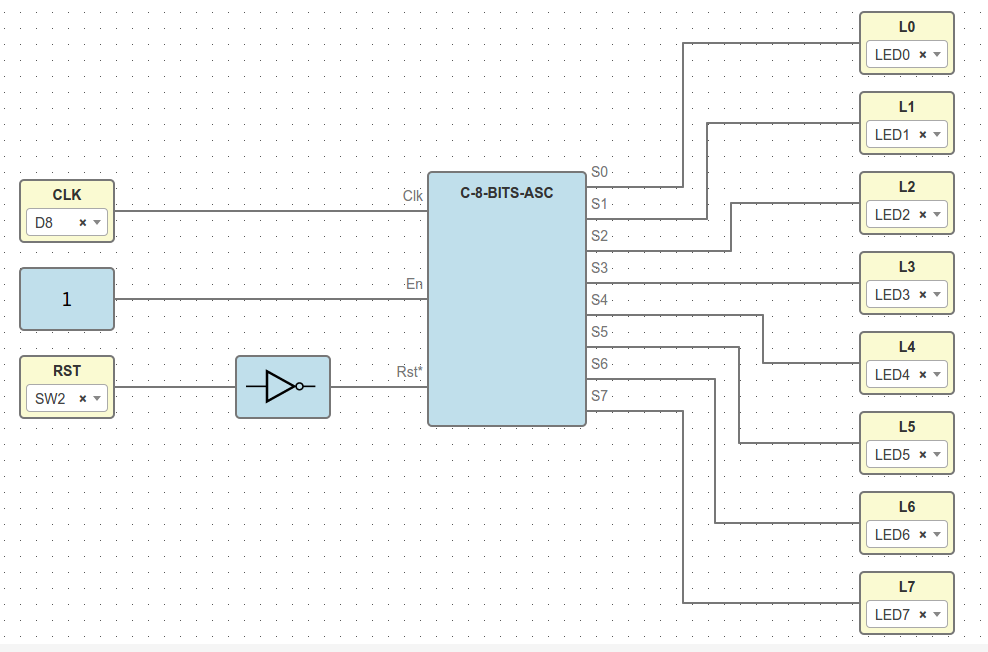 CLK
D8 ×
1
RST
SW2 ×
Clk
En
Rst*
C-8-BITS-ASC
S0
S1
S2
S3
S4
S5
S6
S7
L0
LED0 ×
L1
LED1 ×
L2
LED2 ×
L3
LED3 ×
L4
LED4 ×
L5
LED5 ×
L6
LED6 ×
L7
LED7 ×